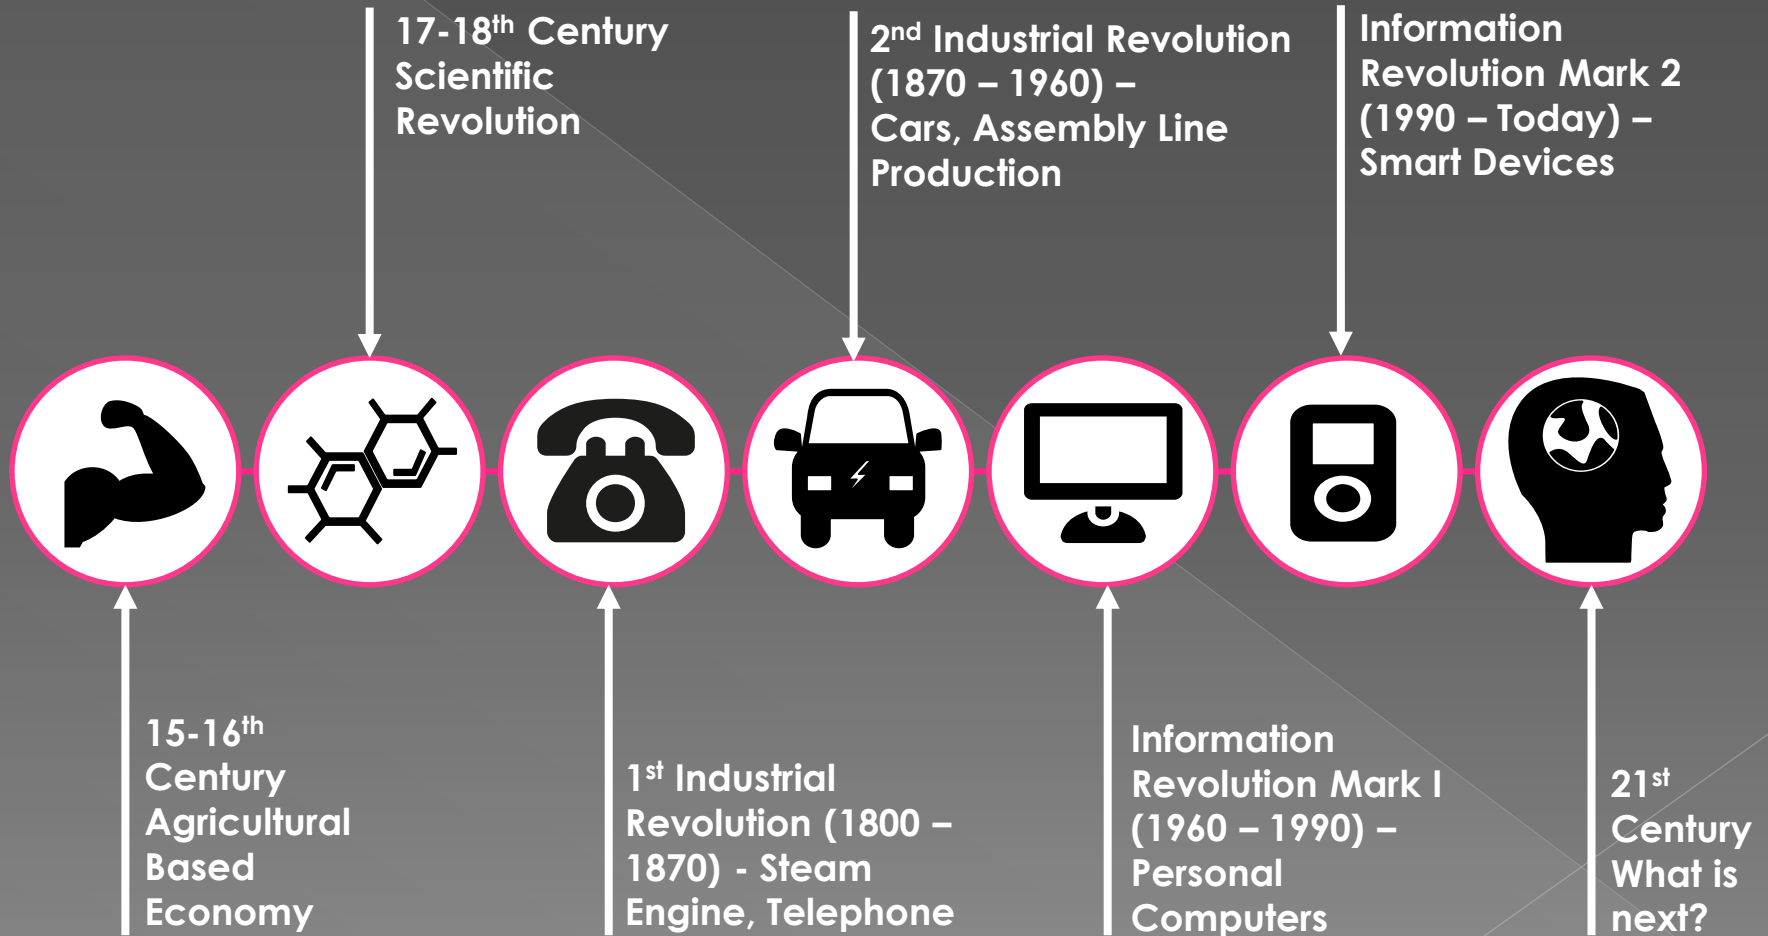 17-18th Century
Scientific
Revolution
2nd Industrial Revolution
(1870 – 1960) –
Cars, Assembly Line
Production
Information
Revolution Mark 2
(1990 – Today) –
Smart Devices
15-16th
Century
Agricultural
Based
Economy
1st Industrial
Revolution (1800 –
1870) - Steam
Engine, Telephone
Information
Revolution Mark I
(1960 – 1990) –
Personal
Computers
21st
Century
What is
next?